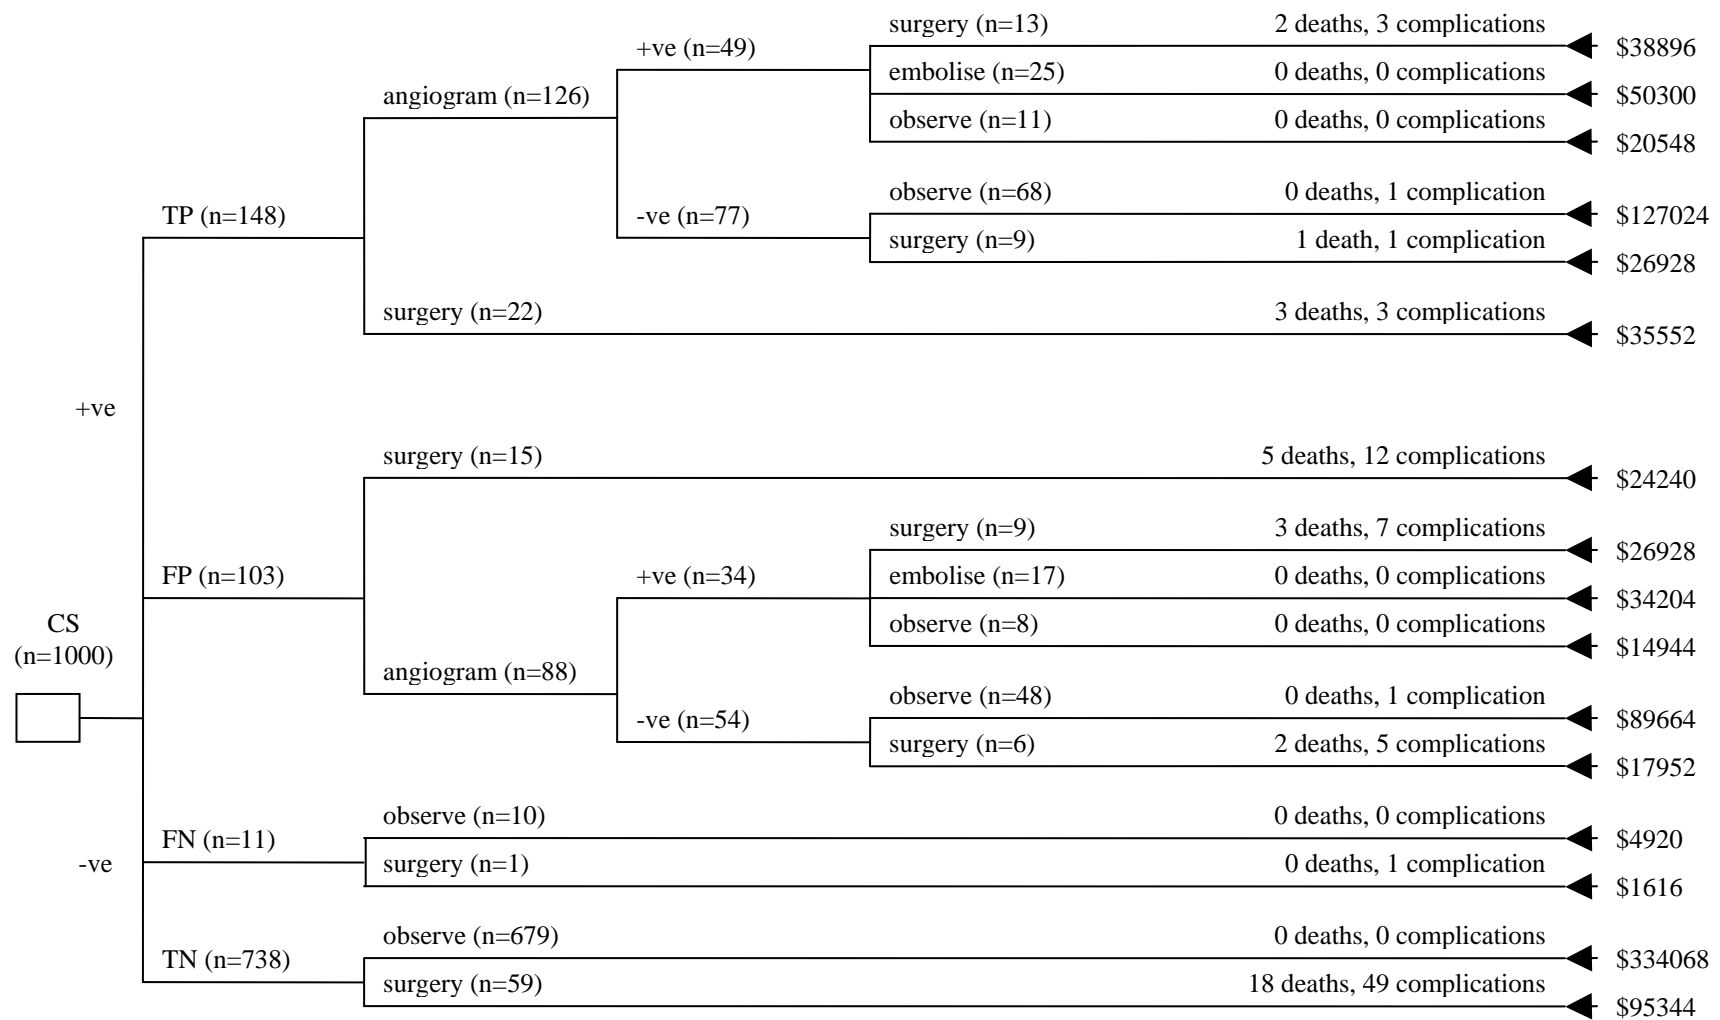 surgery (n=13) 2 deaths, 3 complications $38896
+ve (n=49)
embolise (n=25) 0 deaths, 0 complications $50300
angiogram (n=126)
observe (n=11) 0 deaths, 0 complications $20548
observe (n=68) 0 deaths, 1 complication $127024
TP (n=148)
-ve (n=77)
surgery (n=9) 1 death, 1 complication $26928
surgery (n=22) 3 deaths, 3 complications $35552
+ve
surgery (n=15) 5 deaths, 12 complications $24240
surgery (n=9) 3 deaths, 7 complications $26928
FP (n=103)
+ve (n=34)
embolise (n=17) 0 deaths, 0 complications $34204
CS
(n=1000)
observe (n=8) 0 deaths, 0 complications $14944
angiogram (n=88)
observe (n=48) 0 deaths, 1 complication $89664
-ve (n=54)
surgery (n=6) 2 deaths, 5 complications $17952
observe (n=10) 0 deaths, 0 complications $4920
FN (n=11)
-ve
surgery (n=1) 0 deaths, 1 complication $1616
observe (n=679) 0 deaths, 0 complications $334068
TN (n=738)
surgery (n=59) 18 deaths, 49 complications $95344